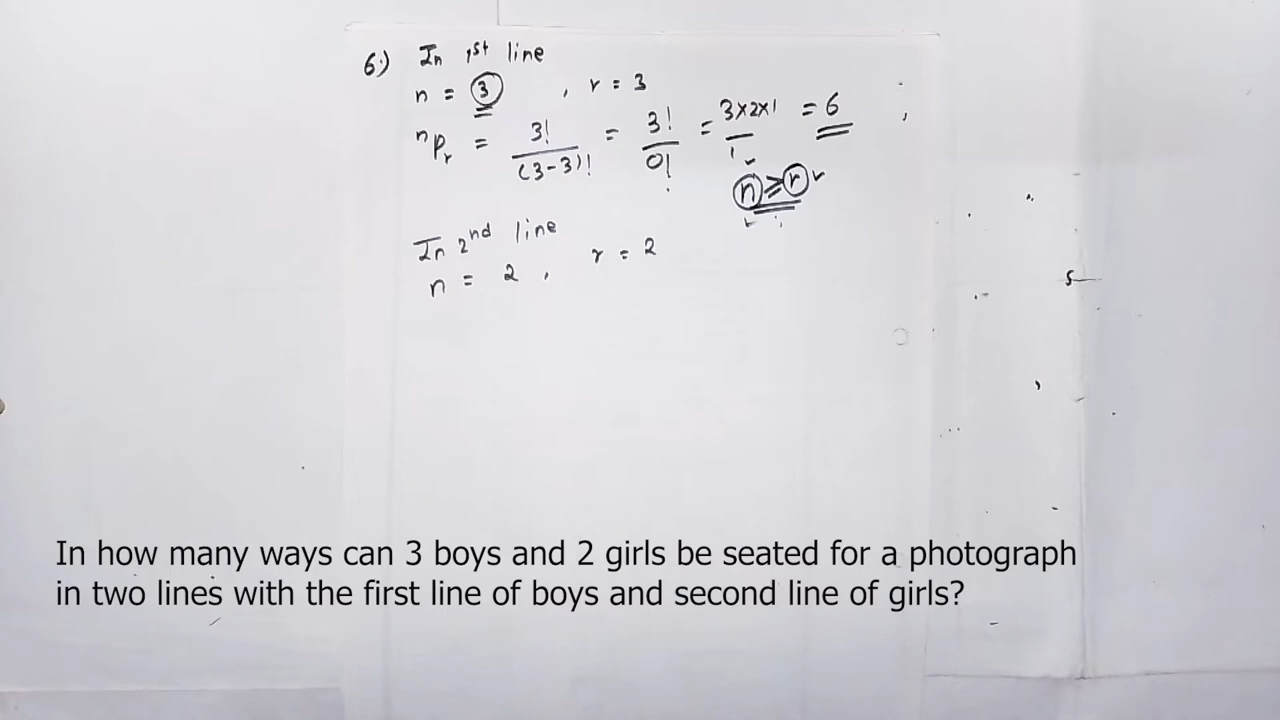 6.) In 1st line
n = 3 , r = 3
nPr = 3! / (3-3)! = 3! / 0! = 3×2×1 / 1 = 6
n ≥ r
In 2nd line
n = 2 , r = 2
In how many ways can 3 boys and 2 girls be seated for a photograph
in two lines with the first line of boys and second line of girls?